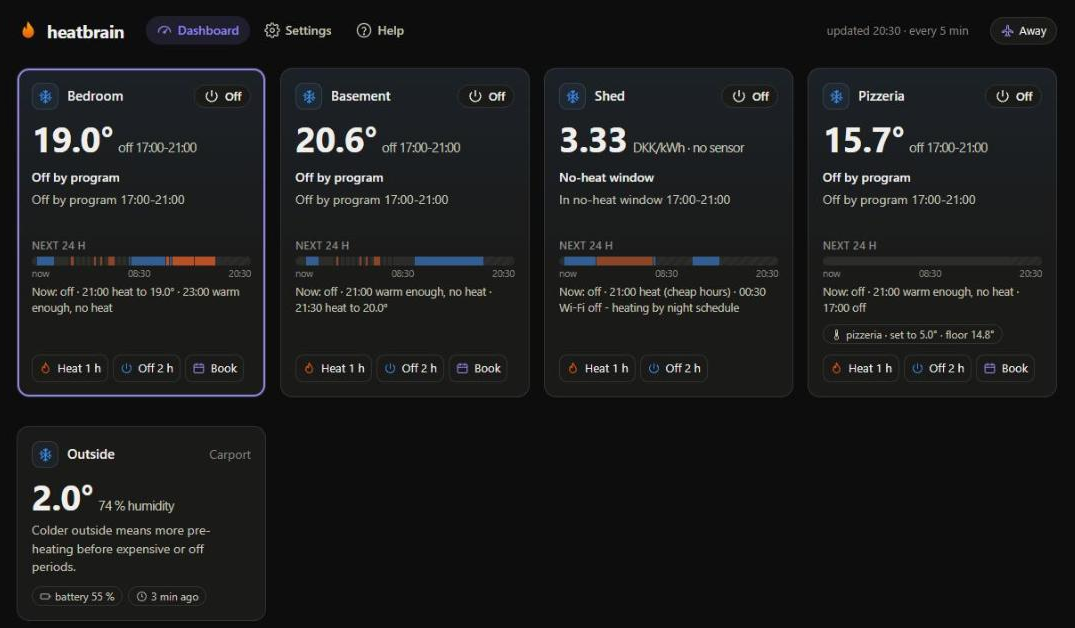 heatbrain Dashboard Settings Help updated 20:30 · every 5 min Away
Bedroom Off
19.0° off 17:00-21:00
Off by program
Off by program 17:00-21:00
NEXT 24 H
now 08:30 20:30
Now: off · 21:00 heat to 19.0° · 23:00 warm
enough, no heat
Heat 1 h Off 2 h Book
Basement Off
20.6° off 17:00-21:00
Off by program
Off by program 17:00-21:00
NEXT 24 H
now 08:30 20:30
Now: off · 21:00 warm enough, no heat ·
21:30 heat to 20.0°
Heat 1 h Off 2 h Book
Shed Off
3.33 DKK/kWh · no sensor
No-heat window
In no-heat window 17:00-21:00
NEXT 24 H
now 08:30 20:30
Now: off · 21:00 heat (cheap hours) · 00:30
Wi-Fi off - heating by night schedule
Heat 1 h Off 2 h
Pizzeria Off
15.7° off 17:00-21:00
Off by program
Off by program 17:00-21:00
NEXT 24 H
now 08:30 20:30
Now: off · 21:00 warm enough, no heat ·
17:00 off
pizzeria · set to 5.0° · floor 14.8°
Heat 1 h Off 2 h Book
Outside Carport
2.0° 74 % humidity
Colder outside means more pre-
heating before expensive or off
periods.
battery 55 % 3 min ago